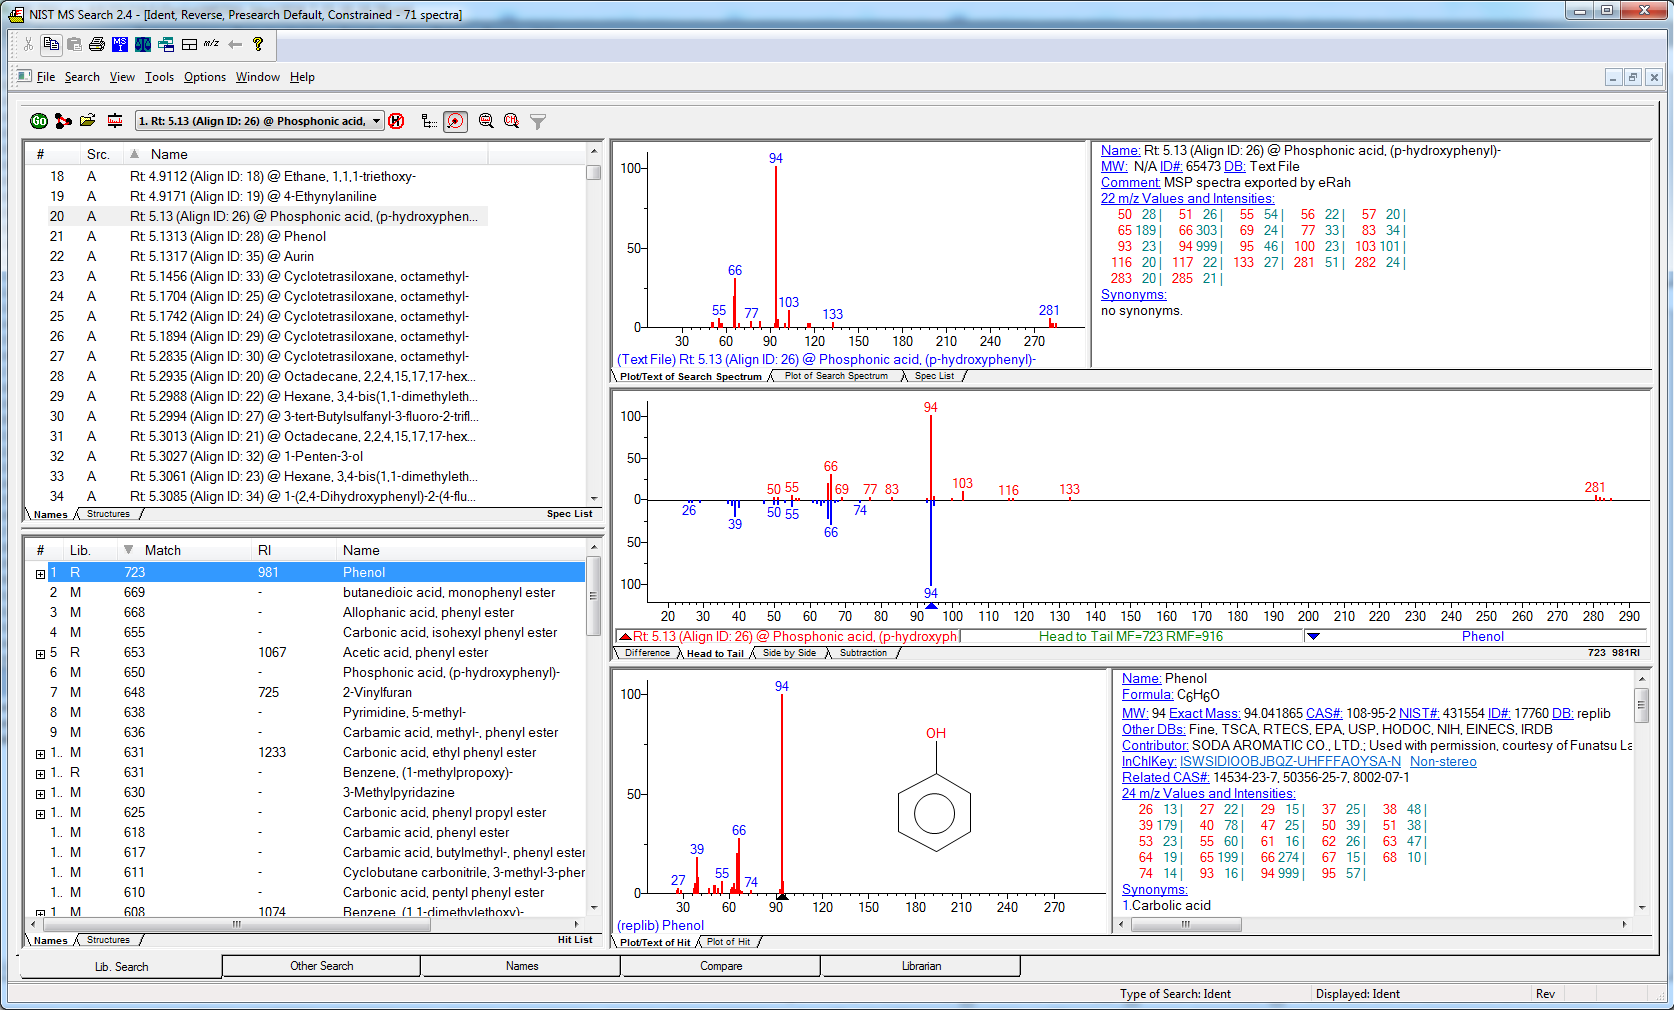 NIST MS Search 2.4 - [Ident, Reverse, Presearch Default, Constrained - 71 spectra]
m/z
File Search View Tools Options Window Help
1. Rt: 5.13 (Align ID: 26) @ Phosphonic acid,
# Src. Name
18 A Rt: 4.9112 (Align ID: 18) @ Ethane, 1,1,1-triethoxy-
19 A Rt: 4.9171 (Align ID: 19) @ 4-Ethynylaniline
20 A Rt: 5.13 (Align ID: 26) @ Phosphonic acid, (p-hydroxyphen...
21 A Rt: 5.1313 (Align ID: 28) @ Phenol
22 A Rt: 5.1317 (Align ID: 35) @ Aurin
23 A Rt: 5.1456 (Align ID: 33) @ Cyclotetrasiloxane, octamethyl-
24 A Rt: 5.1704 (Align ID: 25) @ Cyclotetrasiloxane, octamethyl-
25 A Rt: 5.1742 (Align ID: 24) @ Cyclotetrasiloxane, octamethyl-
26 A Rt: 5.1894 (Align ID: 29) @ Cyclotetrasiloxane, octamethyl-
27 A Rt: 5.2835 (Align ID: 30) @ Cyclotetrasiloxane, octamethyl-
28 A Rt: 5.2935 (Align ID: 20) @ Octadecane, 2,2,4,15,17,17-hex...
29 A Rt: 5.2988 (Align ID: 22) @ Hexane, 3,4-bis(1,1-dimethyleth...
30 A Rt: 5.2994 (Align ID: 27) @ 3-tert-Butylsulfanyl-3-fluoro-2-trifl...
31 A Rt: 5.3013 (Align ID: 21) @ Octadecane, 2,2,4,15,17,17-hex...
32 A Rt: 5.3027 (Align ID: 32) @ 1-Penten-3-ol
33 A Rt: 5.3061 (Align ID: 23) @ Hexane, 3,4-bis(1,1-dimethyleth...
34 A Rt: 5.3085 (Align ID: 34) @ 1-(2,4-Dihydroxyphenyl)-2-(4-flu...
Names Structures Spec List
# Lib. Match RI Name
1 R 723 981 Phenol
2 M 669 - butanedioic acid, monophenyl ester
3 M 668 - Allophanic acid, phenyl ester
4 M 655 - Carbonic acid, isohexyl phenyl ester
5 R 653 1067 Acetic acid, phenyl ester
6 M 650 - Phosphonic acid, (p-hydroxyphenyl)-
7 M 648 725 2-Vinylfuran
8 M 638 - Pyrimidine, 5-methyl-
9 M 636 - Carbamic acid, methyl-, phenyl ester
1.. M 631 1233 Carbonic acid, ethyl phenyl ester
1.. R 631 - Benzene, (1-methylpropoxy)-
1.. M 630 - 3-Methylpyridazine
1.. M 625 - Carbonic acid, phenyl propyl ester
1.. M 618 - Carbamic acid, phenyl ester
1.. M 617 - Carbamic acid, butylmethyl-, phenyl ester
1.. M 611 - Cyclobutane carbonitrile, 3-methyl-3-phen
1.. M 610 - Carbonic acid, pentyl phenyl ester
1 M 608 1074 Benzene, (1,1-dimethylethoxy)-
Names Structures Hit List
100 50 0
94 66 55 77 103 133 281
30 60 90 120 150 180 210 240 270
(Text File) Rt: 5.13 (Align ID: 26) @ Phosphonic acid, (p-hydroxyphenyl)-
Plot/Text of Search Spectrum Plot of Search Spectrum Spec List
Name: Rt: 5.13 (Align ID: 26) @ Phosphonic acid, (p-hydroxyphenyl)-
MW: N/A ID#: 65473 DB: Text File
Comment: MSP spectra exported by eRah
22 m/z Values and Intensities:
50 28| 51 26| 55 54| 56 22| 57 20|
65 189| 66 303| 69 24| 77 33| 83 34|
93 23| 94 999| 95 46| 100 23| 103 101|
116 20| 117 22| 133 27| 281 51| 282 24|
283 20| 285 21|
Synonyms:
no synonyms.
100 50 0 50 100
94
66
50 55 69 77 83 103 116 133 281
26 39 50 55 66 74
94
20 30 40 50 60 70 80 90 100 110 120 130 140 150 160 170 180 190 200 210 220 230 240 250 260 270 280 290
Rt: 5.13 (Align ID: 26) @ Phosphonic acid, (p-hydroxyph Head to Tail MF=723 RMF=916 Phenol
Difference Head to Tail Side by Side Subtraction 723 981RI
100 50 0
94 66 39 27 55 74
30 60 90 120 150 180 210 240 270
OH
(replib) Phenol
Plot/Text of Hit Plot of Hit
Name: Phenol
Formula: C6H6O
MW: 94 Exact Mass: 94.041865 CAS#: 108-95-2 NIST#: 431554 ID#: 17760 DB: replib
Other DBs: Fine, TSCA, RTECS, EPA, USP, HODOC, NIH, EINECS, IRDB
Contributor: SODA AROMATIC CO., LTD.; Used with permission, courtesy of Funatsu La
InChIKey: ISWSIDIOOBJBQZ-UHFFFAOYSA-N Non-stereo
Related CAS#: 14534-23-7, 50356-25-7, 8002-07-1
24 m/z Values and Intensities:
26 13| 27 22| 29 15| 37 25| 38 48|
39 179| 40 78| 47 25| 50 39| 51 38|
53 23| 55 60| 61 16| 62 26| 63 47|
64 19| 65 199| 66 274| 67 15| 68 10|
74 14| 93 16| 94 999| 95 57|
Synonyms:
1.Carbolic acid
Lib. Search Other Search Names Compare Librarian
Type of Search: Ident Displayed: Ident Rev